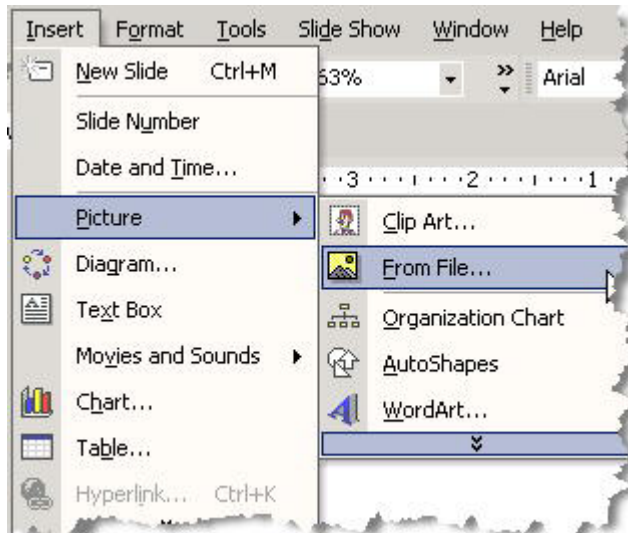 Insert Format Tools Slide Show Window Help
New Slide Ctrl+M
63% Arial
Slide Number
Date and Time...
3 2 1
Picture
Clip Art...
Diagram...
From File...
Text Box
Organization Chart
Movies and Sounds
AutoShapes
Chart...
WordArt...
Table...
Hyperlink... Ctrl+K